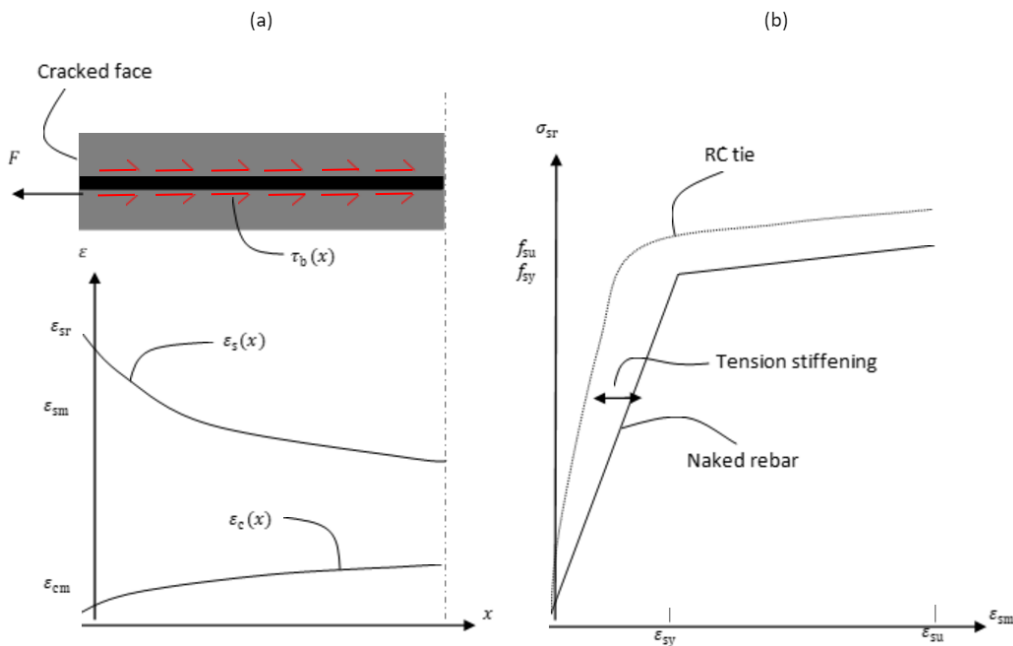 (a)
(b)
Cracked face
F
τb(x)
ε
εsr
εs(x)
εsm
εc(x)
εcm
x
σsr
RC tie
fsu
fsy
Tension stiffening
Naked rebar
εsy
εsu
εsm